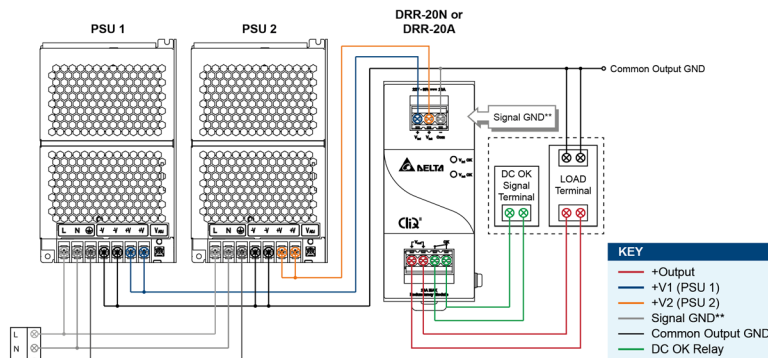 PSU 1
PSU 2
DRR-20N or
DRR-20A
Common Output GND
Signal GND**
DELTA
CliQ
DC OK
Signal
Terminal
LOAD
Terminal
L N -V -V +V +V
L N -V -V +V +V
L
N
KEY
+Output
+V1 (PSU 1)
+V2 (PSU 2)
Signal GND**
Common Output GND
DC OK Relay